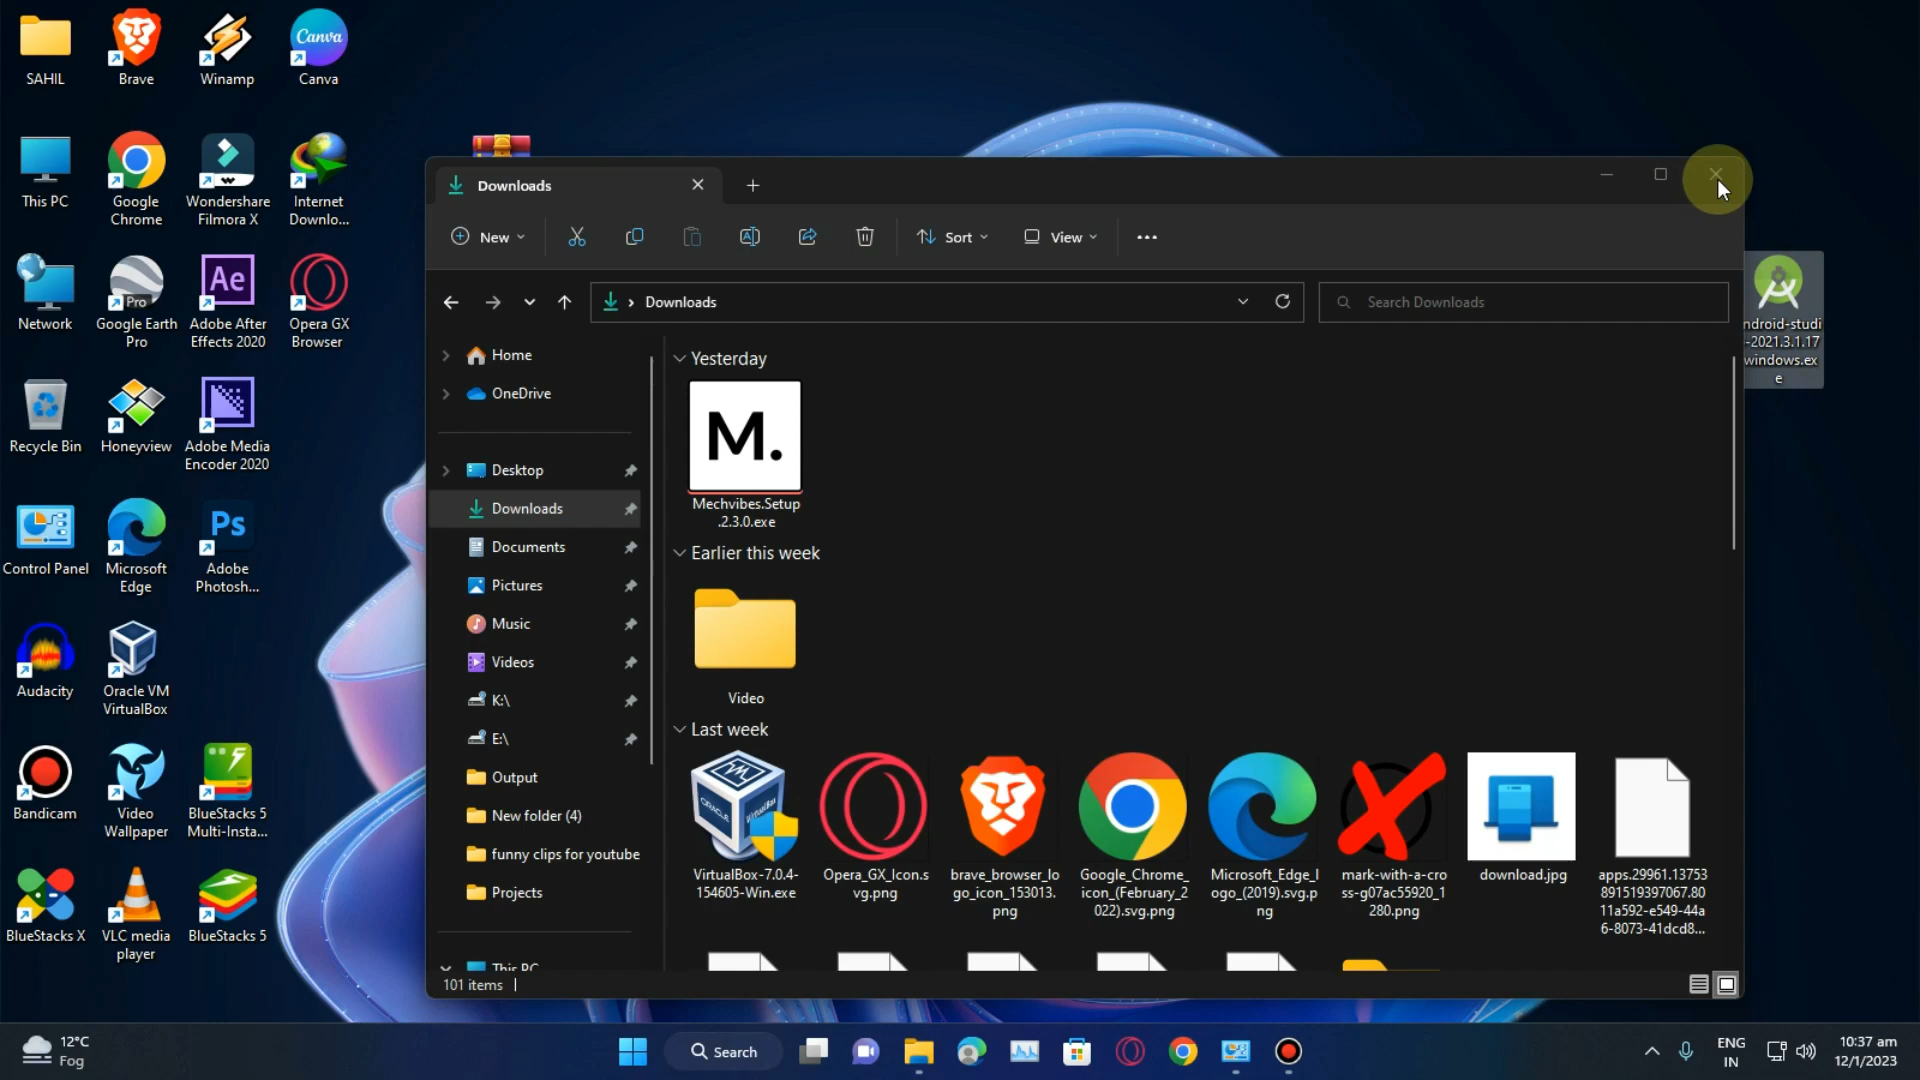 SAHIL
Brave
Winamp
Canva
Canva
This PC
Google
Chrome
Wondershare
Filmora X
Internet
Downlo...
Network
Pro
Google Earth
Pro
Ae
Adobe After
Effects 2020
Opera GX
Browser
Recycle Bin
Honeyview
Adobe Media
Encoder 2020
Control Panel
Microsoft
Edge
Ps
Adobe
Photosh...
Audacity
Oracle VM
VirtualBox
Bandicam
Video
Wallpaper
BlueStacks 5
Multi-Insta...
BlueStacks X
VLC media
player
BlueStacks 5
Downloads
New
Sort
View
Downloads
Search Downloads
Home
OneDrive
Desktop
Downloads
Documents
Pictures
Music
Videos
K:\
E:\
Output
New folder (4)
funny clips for youtube
Projects
This PC
Yesterday
M.
Mechvibes.Setup
.2.3.0.exe
Earlier this week
Video
Last week
VirtualBox-7.0.4-
154605-Win.exe
Opera_GX_Icon.s
vg.png
brave_browser_lo
go_icon_153013.
png
Google_Chrome_
icon_(February_2
022).svg.png
Microsoft_Edge_l
ogo_(2019).svg.p
ng
mark-with-a-cro
ss-g07ac55920_1
280.png
download.jpg
apps.29961.13753
891519397067.80
11a592-e549-44a
6-8073-41dcd8...
101 items
ndroid-studi
-2021.3.1.17
windows.ex
e
12°C
Fog
Search
ENG
IN
10:37 am
12/1/2023